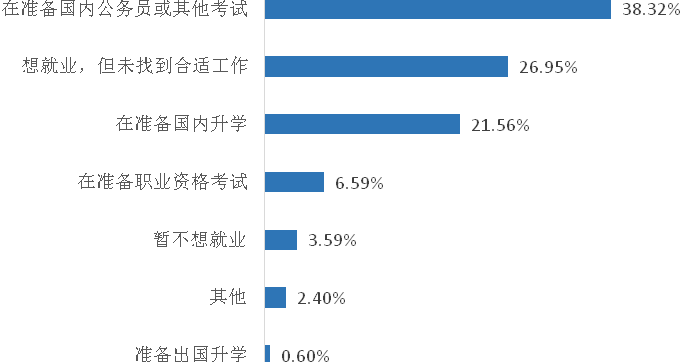 在准备国内公务员或其他考试 38.32%
想就业，但未找到合适工作 26.95%
在准备国内升学 21.56%
在准备职业资格考试 6.59%
暂不想就业 3.59%
其他 2.40%
准备出国升学 0.60%